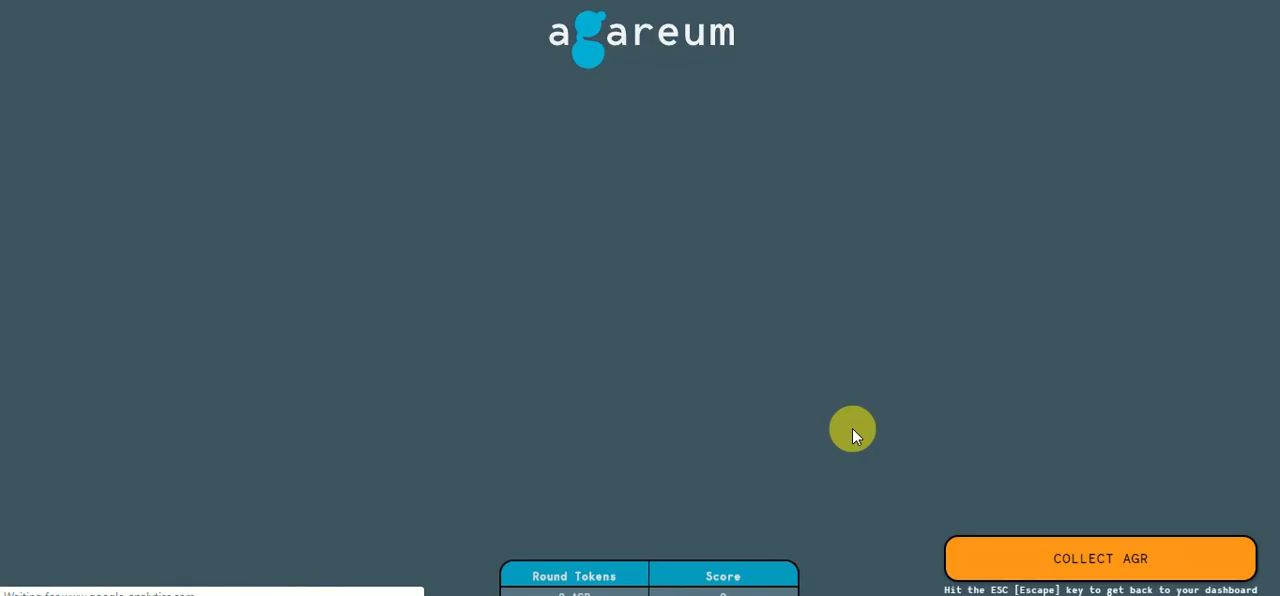 agareum
COLLECT AGR
Round Tokens Score
Hit the ESC [Escape] key to get back to your dashboard